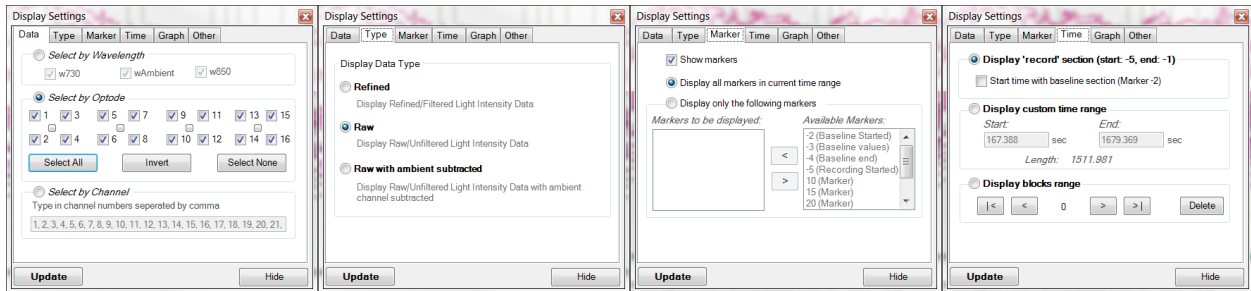 Display Settings
Data Type Marker Time Graph Other
Select by Wavelength
w730 wAmbient w850
Select by Optode
1 3 5 7 9 11 13 15
2 4 6 8 10 12 14 16
Select All Invert Select None
Select by Channel
Type in channel numbers seperated by comma
1, 2, 3, 4, 5, 6, 7, 8, 9, 10, 11, 12, 13, 14, 15, 16, 17, 18, 19, 20, 21,
Update Hide
Display Settings
Data Type Marker Time Graph Other
Display Data Type
Refined
Display Refined/Filtered Light Intensity Data
Raw
Display Raw/Unfiltered Light Intensity Data
Raw with ambient subtracted
Display Raw/Unfiltered Light Intensity Data with ambient
channel subtracted
Update Hide
Display Settings
Data Type Marker Time Graph Other
Show markers
Display all markers in current time range
Display only the following markers
Markers to be displayed: Available Markers:
-2 (Baseline Started)
-3 (Baseline values)
-4 (Baseline end)
-5 (Recording Started)
10 (Marker)
15 (Marker)
20 (Marker)
<
>
Update Hide
Display Settings
Data Type Marker Time Graph Other
Display 'record' section (start: -5, end: -1)
Start time with baseline section (Marker -2)
Display custom time range
Start: End:
167.388 sec 1679.369 sec
Length: 1511.981
Display blocks range
|< < 0 > >| Delete
Update Hide